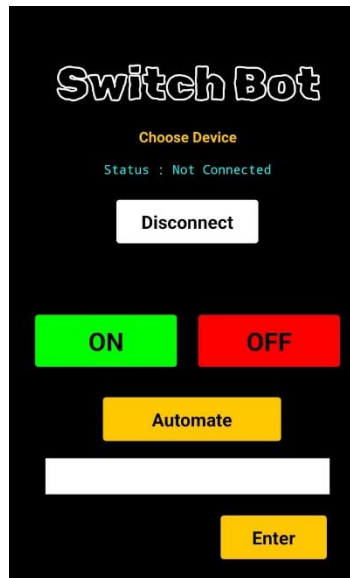 Switch Bot
Choose Device
Status : Not Connected
Disconnect
ON OFF
Automate
Enter